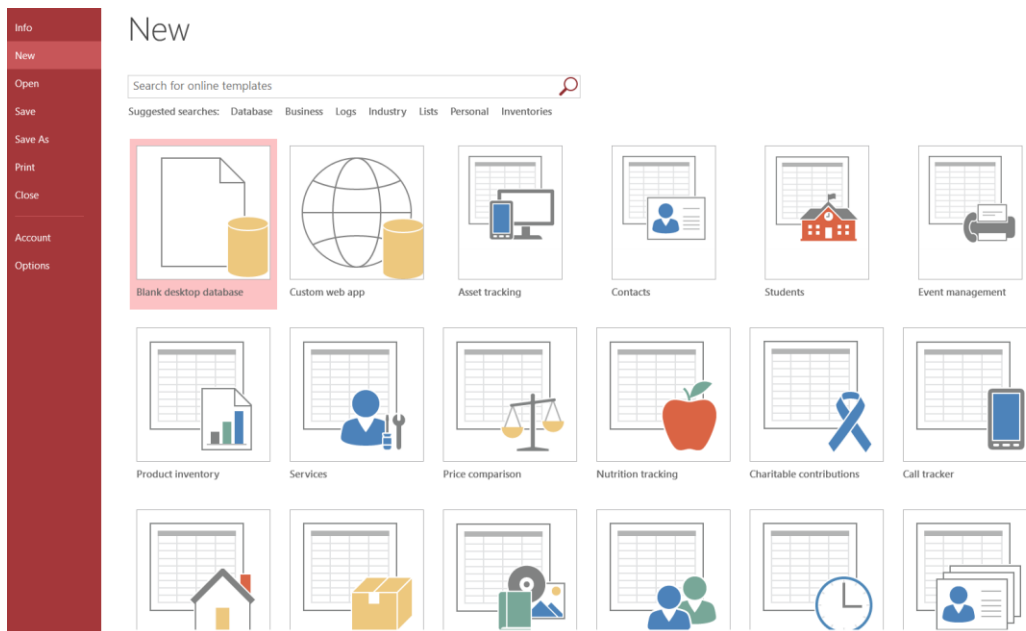 Info
New
Open
Save
Save As
Print
Close
Account
Options
New
Search for online templates
Suggested searches: Database Business Logs Industry Lists Personal Inventories
Blank desktop database
Custom web app
Asset tracking
Contacts
Students
Event management
Product inventory
Services
Price comparison
Nutrition tracking
Charitable contributions
Call tracker